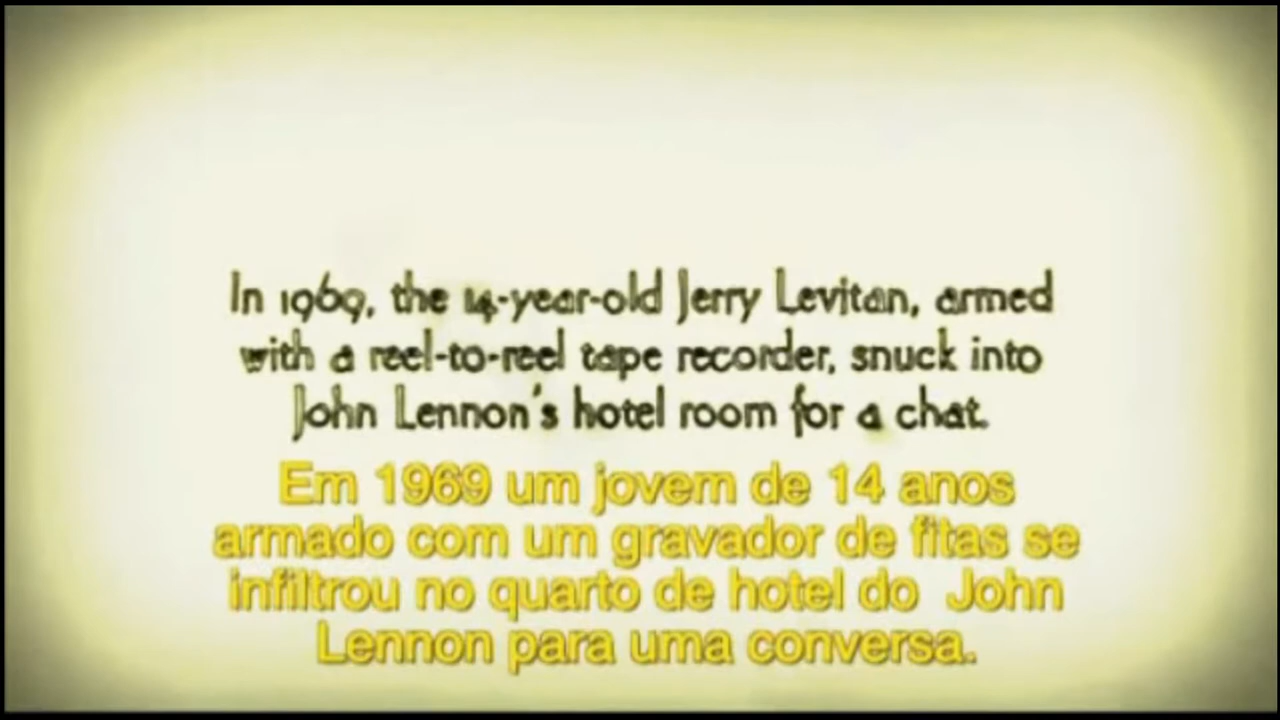 In 1969, the 14-year-old Jerry Levitan, armed
with a reel-to-reel tape recorder, snuck into
John Lennon's hotel room for a chat.
Em 1969 um jovem de 14 anos
armado com um gravador de fitas se
infiltrou no quarto de hotel do John
Lennon para uma conversa.